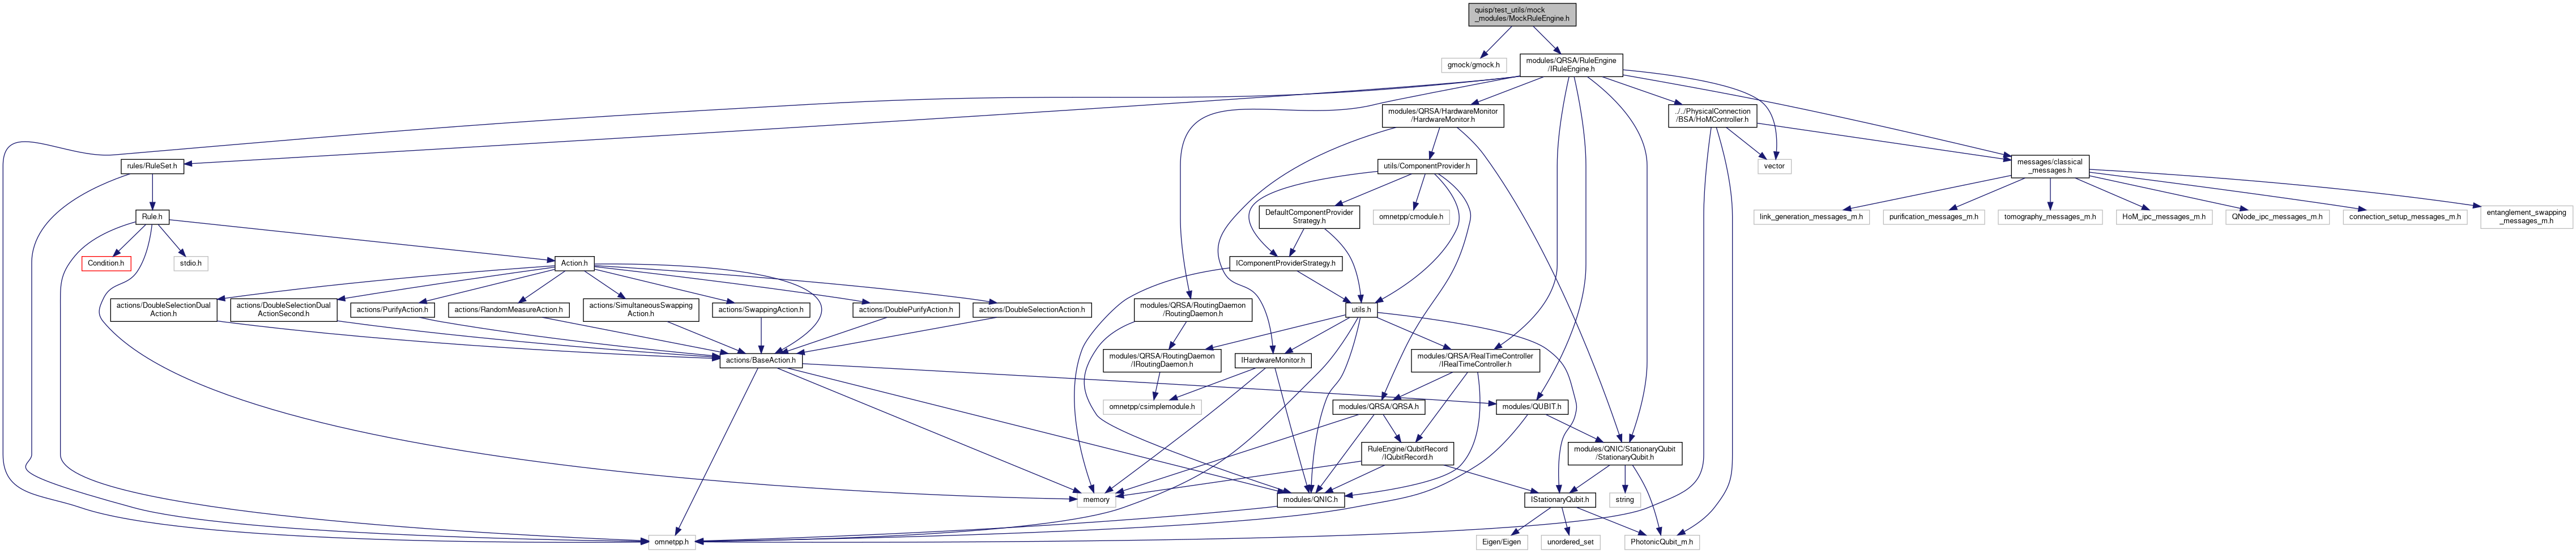 quisp/test_utils/mock
_modules/MockRuleEngine.h
gmock/gmock.h
modules/QRSA/RuleEngine
/IRuleEngine.h
modules/QRSA/HardwareMonitor
/HardwareMonitor.h
../../PhysicalConnection
/BSA/HoMController.h
rules/RuleSet.h
utils/ComponentProvider.h
vector
messages/classical
_messages.h
Rule.h
DefaultComponentProvider
Strategy.h
omnetpp/cmodule.h
link_generation_messages_m.h
purification_messages_m.h
tomography_messages_m.h
HoM_ipc_messages_m.h
QNode_ipc_messages_m.h
connection_setup_messages_m.h
entanglement_swapping
_messages_m.h
Condition.h
stdio.h
Action.h
IComponentProviderStrategy.h
actions/DoubleSelectionDual
Action.h
actions/DoubleSelectionDual
ActionSecond.h
actions/PurifyAction.h
actions/RandomMeasureAction.h
actions/SimultaneousSwapping
Action.h
actions/SwappingAction.h
actions/DoublePurifyAction.h
actions/DoubleSelectionAction.h
modules/QRSA/RoutingDaemon
/RoutingDaemon.h
utils.h
actions/BaseAction.h
modules/QRSA/RoutingDaemon
/IRoutingDaemon.h
IHardwareMonitor.h
modules/QRSA/RealTimeController
/IRealTimeController.h
omnetpp/csimplemodule.h
modules/QRSA/QRSA.h
modules/QUBIT.h
RuleEngine/QubitRecord
/IQubitRecord.h
modules/QNIC/StationaryQubit
/StationaryQubit.h
memory
modules/QNIC.h
IStationaryQubit.h
string
omnetpp.h
Eigen/Eigen
unordered_set
PhotonicQubit_m.h